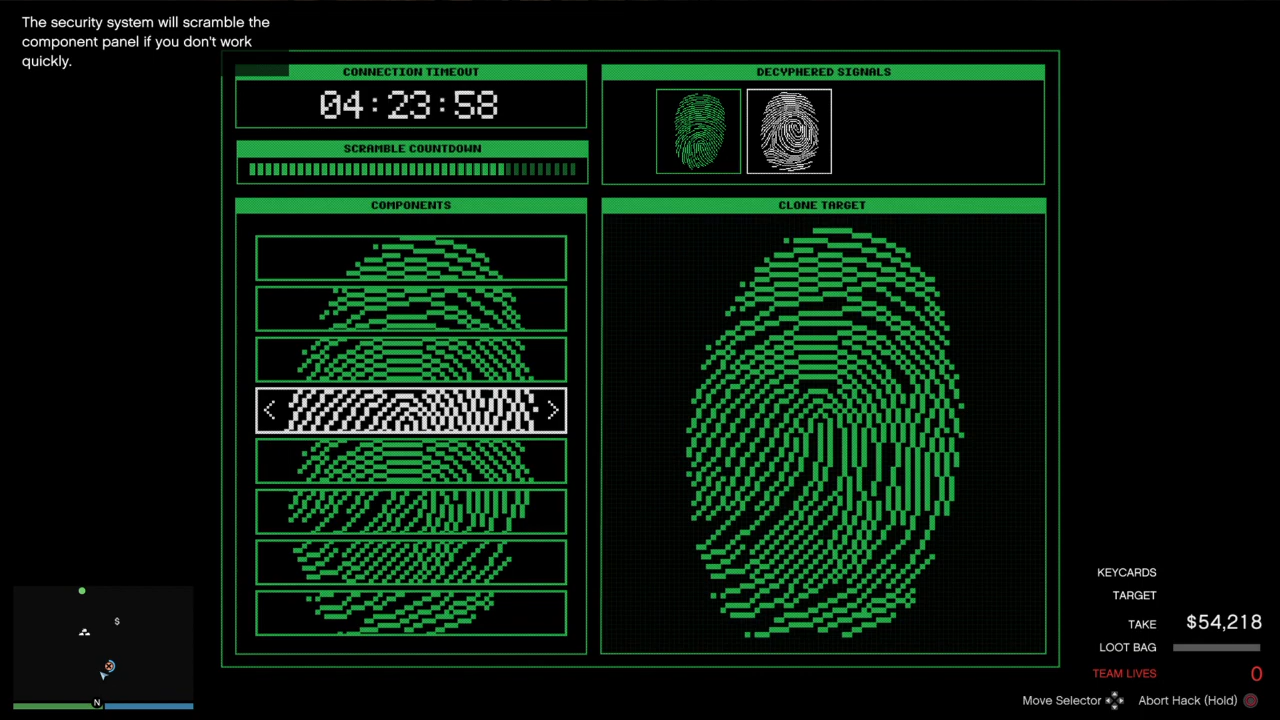 The security system will scramble the
component panel if you don't work
quickly.
CONNECTION TIMEOUT
04:23:58
SCRAMBLE COUNTDOWN
COMPONENTS
DECYPHERED SIGNALS
CLONE TARGET
$
N
KEYCARDS
TARGET
TAKE $54,218
LOOT BAG
TEAM LIVES 0
Move Selector Abort Hack (Hold)